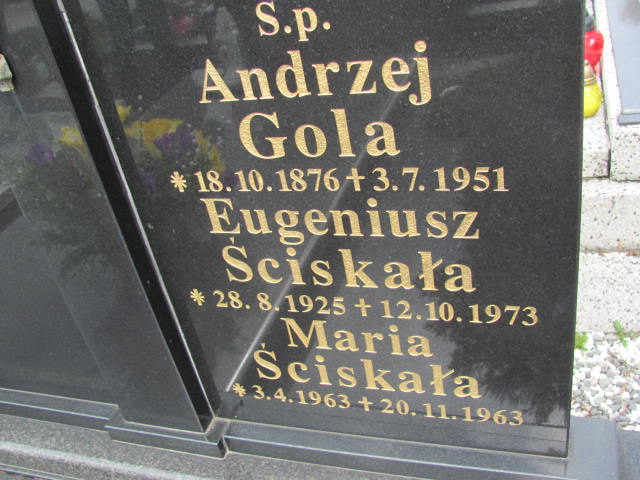 Ś.p.
Andrzej
Gola
* 18.10.1876 + 3.7.1951
Eugeniusz
Ściskała
* 28.8.1925 + 12.10.1973
Maria
Ściskała
* 3.4.1963 + 20.11.1963